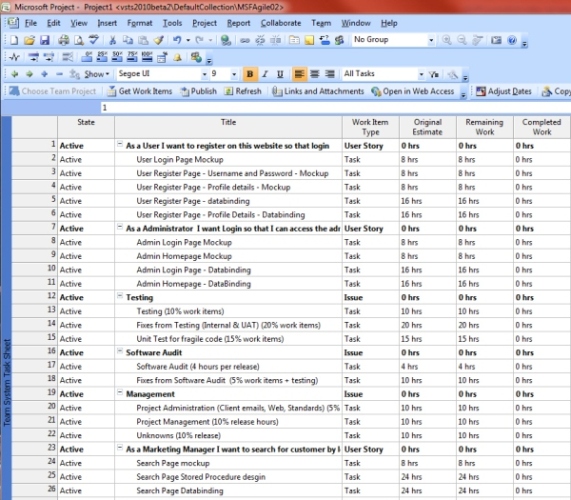 Microsoft Project - Project1 <vsts2010beta2\DefaultCollection\MSFAgile02>
File Edit View Insert Format Tools Project Report Collaborate Team Window Help
No Group
0% 25% 50% 75% 100%
Show Segoe UI 9 B I U All Tasks
Choose Team Project Get Work Items Publish Refresh Links and Attachments Open in Web Access Adjust Dates Copy
1
State Title Work Item Type Original Estimate Remaining Work Completed Work
1 Active As a User I want to register on this website so that login User Story 0 hrs 0 hrs 0 hrs
2 Active User Login Page Mockup Task 8 hrs 8 hrs 0 hrs
3 Active User Register Page - Username and Password - Mockup Task 8 hrs 8 hrs 0 hrs
4 Active User Register Page - Profile details - Mockup Task 8 hrs 8 hrs 0 hrs
5 Active User Register Page - databinding Task 16 hrs 16 hrs 0 hrs
6 Active User Register Page - Profile Details - Databinding Task 16 hrs 16 hrs 0 hrs
7 Active As a Administrator I want Login so that I can access the adr User Story 0 hrs 0 hrs 0 hrs
8 Active Admin Login Page Mockup Task 8 hrs 8 hrs 0 hrs
9 Active Admin Homepage Mockup Task 8 hrs 8 hrs 0 hrs
10 Active Admin Login Page - Databinding Task 16 hrs 16 hrs 0 hrs
11 Active Admin Homepage - DataBinding Task 16 hrs 16 hrs 0 hrs
12 Active Testing Issue 0 hrs 0 hrs 0 hrs
13 Active Testing (10% work items) Task 10 hrs 10 hrs 0 hrs
14 Active Fixes from Testing (Internal & UAT) (20% work items) Task 20 hrs 20 hrs 0 hrs
15 Active Unit Test for fragile code (15% work items) Task 15 hrs 15 hrs 0 hrs
16 Active Software Audit Issue 0 hrs 0 hrs 0 hrs
17 Active Software Audit (4 hours per release) Task 4 hrs 4 hrs 0 hrs
18 Active Fixes from Software Audit (5% work items + testing) Task 10 hrs 10 hrs 0 hrs
19 Active Management Issue 0 hrs 0 hrs 0 hrs
20 Active Project Administration (Client emails, Web, Standards) (5% Task 10 hrs 10 hrs 0 hrs
21 Active Project Management (10% release hours) Task 10 hrs 10 hrs 0 hrs
22 Active Unknowns (10% release) Task 10 hrs 10 hrs 0 hrs
23 Active As a Marketing Manager I want to search for customer by l User Story 0 hrs 0 hrs 0 hrs
24 Active Search Page mockup Task 8 hrs 8 hrs 0 hrs
25 Active Search Page Stored Procedure desgin Task 24 hrs 24 hrs 0 hrs
26 Active Search Page Databinding Task 24 hrs 24 hrs 0 hrs
Team System Task Sheet